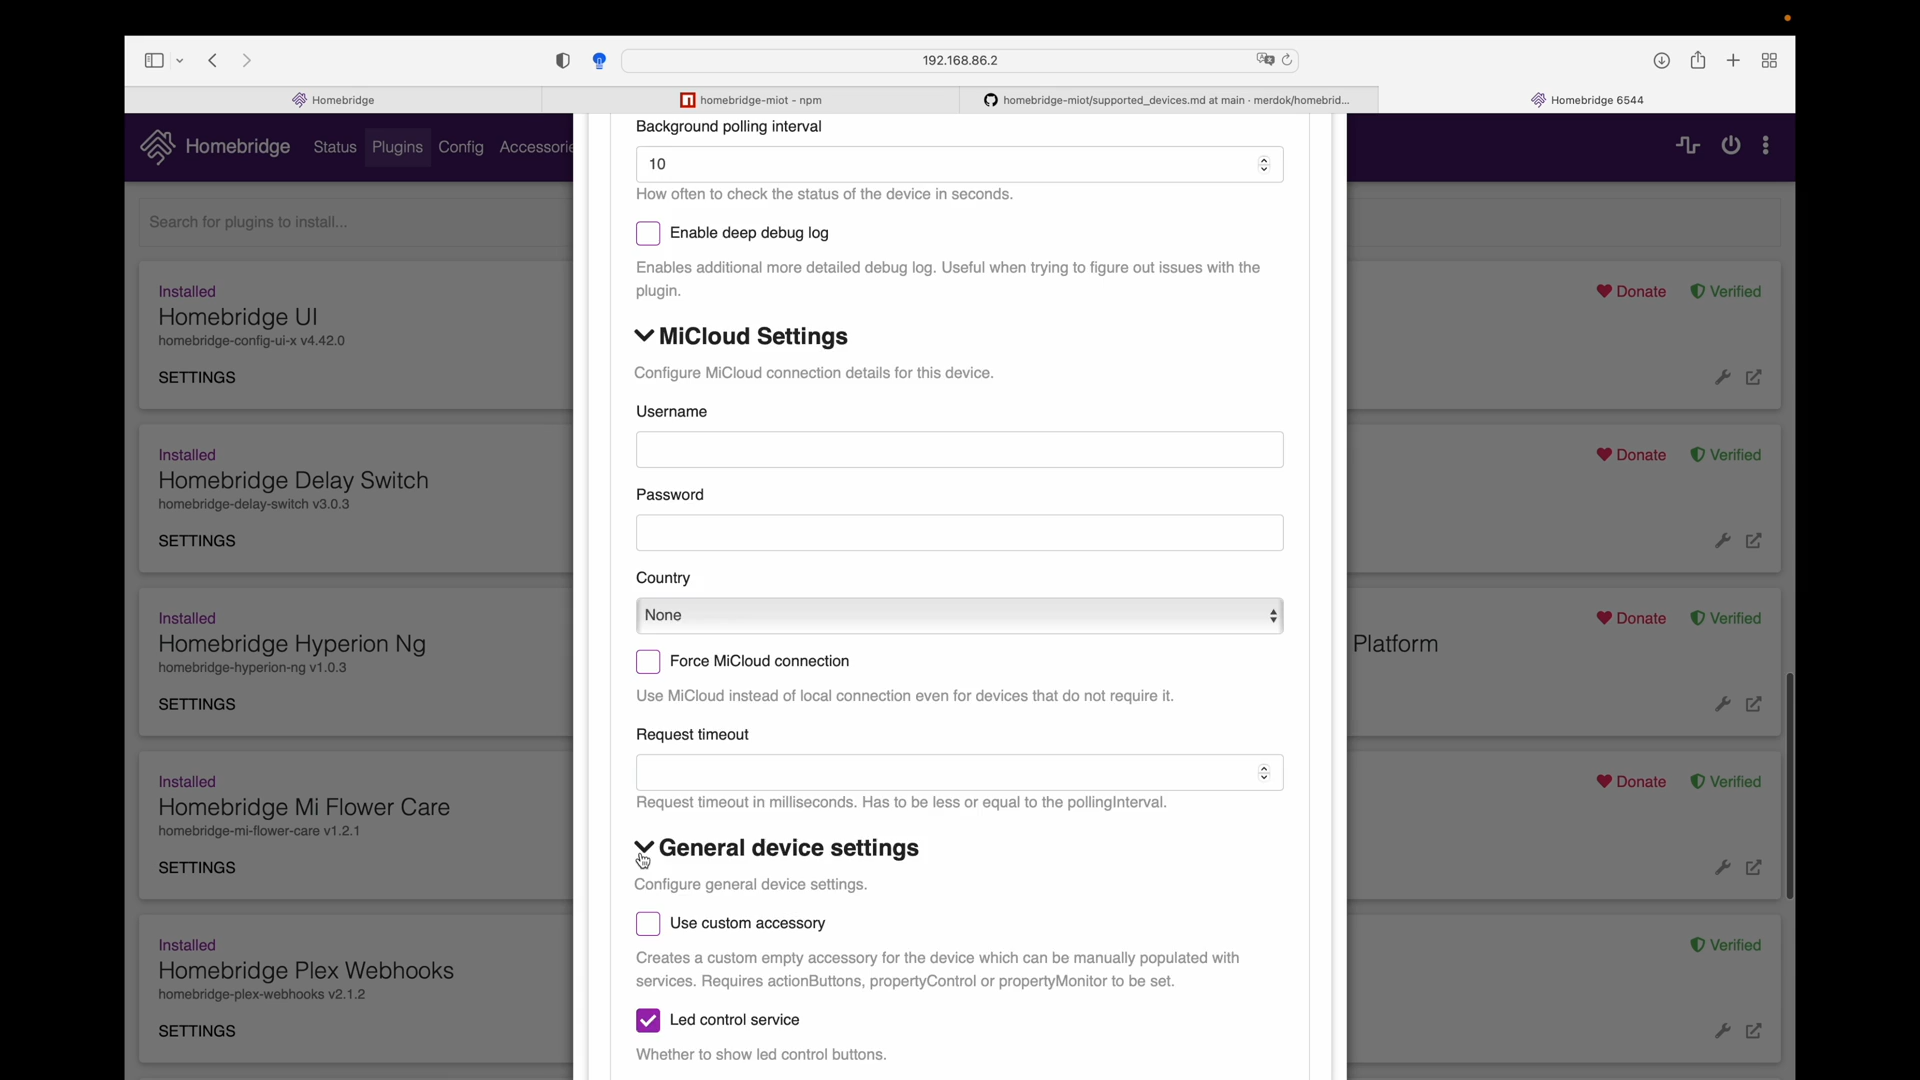 192.168.86.2
Homebridge
homebridge-miot - npm
homebridge-miot/supported_devices.md at main · merdok/homebrid...
Homebridge 6544
Homebridge
Status
Plugins
Config
Accessorie
Search for plugins to install...
Installed
Homebridge UI
homebridge-config-ui-x v4.42.0
SETTINGS
Installed
Homebridge Delay Switch
homebridge-delay-switch v3.0.3
SETTINGS
Installed
Homebridge Hyperion Ng
homebridge-hyperion-ng v1.0.3
SETTINGS
Installed
Homebridge Mi Flower Care
homebridge-mi-flower-care v1.2.1
SETTINGS
Installed
Homebridge Plex Webhooks
homebridge-plex-webhooks v2.1.2
SETTINGS
Background polling interval
10
How often to check the status of the device in seconds.
Enable deep debug log
Enables additional more detailed debug log. Useful when trying to figure out issues with the
plugin.
MiCloud Settings
Configure MiCloud connection details for this device.
Username
Password
Country
None
Force MiCloud connection
Use MiCloud instead of local connection even for devices that do not require it.
Request timeout
Request timeout in milliseconds. Has to be less or equal to the pollingInterval.
General device settings
Configure general device settings.
Use custom accessory
Creates a custom empty accessory for the device which can be manually populated with
services. Requires actionButtons, propertyControl or propertyMonitor to be set.
Led control service
Whether to show led control buttons.
Donate
Verified
Donate
Verified
Donate
Verified
Platform
Donate
Verified
Verified